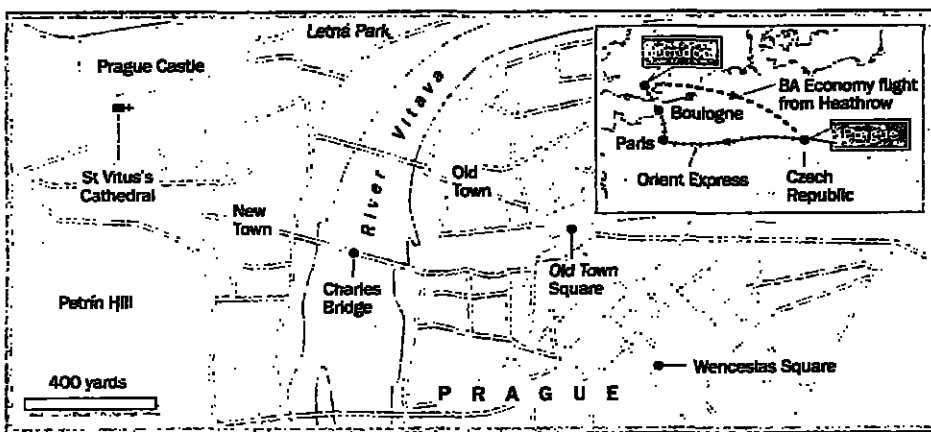 Letná Park
Prague Castle
St Vitus's
Cathedral
New
Town
River Vltava
Old
Town
Charles
Bridge
Old Town
Square
Petrín Hill
Wenceslas Square
400 yards
PRAGUE
BA Economy flight
from Heathrow
Boulogne
Paris
Orient Express
Czech
Republic